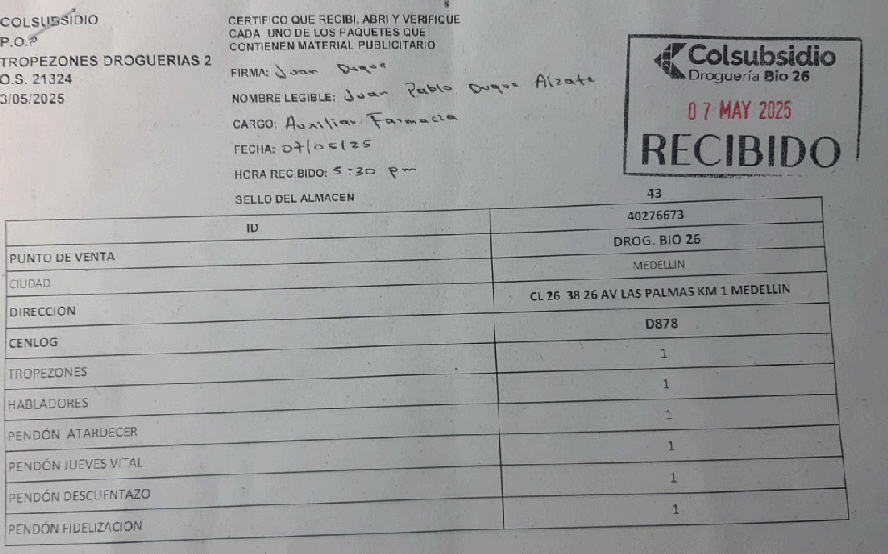 COLSUBSIDIO
P.O.P
TROPEZONES DROGUERIAS 2
O.S. 21324
3/05/2025
CERTIFICO QUE RECIBI, ABRI Y VERIFIQUE
CADA UNO DE LOS PAQUETES QUE
CONTIENEN MATERIAL PUBLICITARIO
FIRMA: Juan Duque
NOMBRE LEGIBLE: Juan Pablo Duque Alzate
CARGO: Auxiliar Farmacia
FECHA: 07/05/25
HORA RECIBIDO: 5:30 pm
SELLO DEL ALMACEN
Colsubsidio
Droguería Bio 26
07 MAY 2025
RECIBIDO
43
ID 40276673
PUNTO DE VENTA DROG. BIO 26
CIUDAD MEDELLIN
DIRECCION CL 26 38 26 AV LAS PALMAS KM 1 MEDELLIN
CENLOG D878
TROPEZONES 1
HABLADORES 1
PENDÓN ATARDECER 1
PENDÓN JUEVES VITAL 1
PENDÓN DESCUENTAZO 1
PENDÓN FIDELIZACION 1